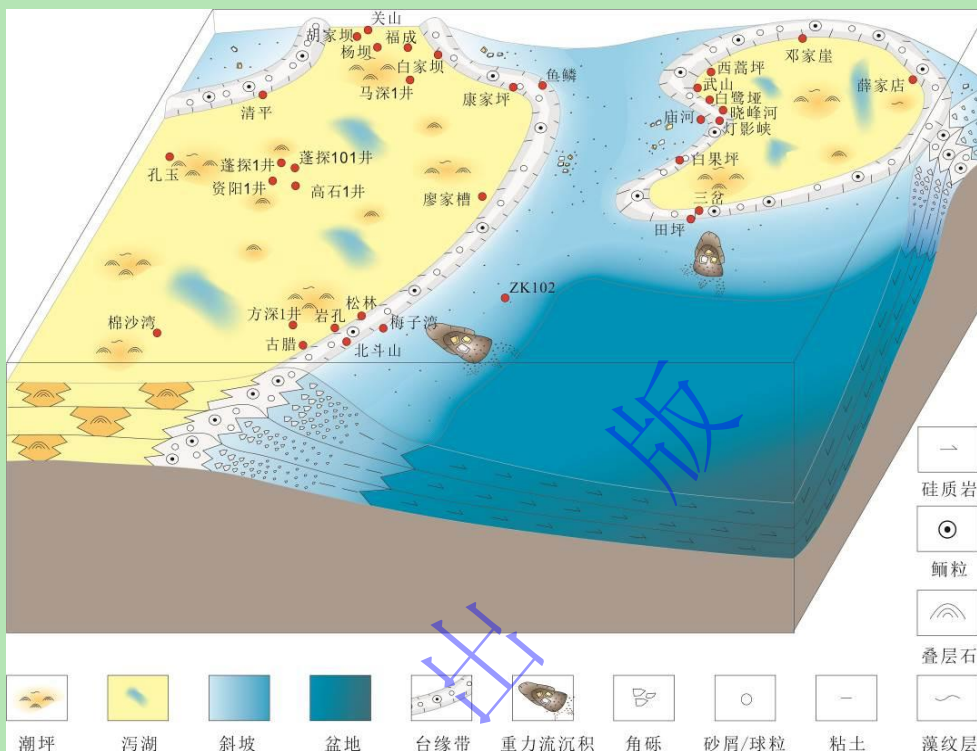 关山
胡家坝
福成
杨坝
白家坝
马深1井
鱼鳞
康家坪
清平
邓家崖
西蒿坪
薛家店
武山
白鹭垭
晓峰河
庙河
灯影峡
蓬探1井
蓬探101井
孔玉
资阳1井
高石1井
白果坪
廖家槽
三岔
田坪
ZK102
松林
方深1井
岩孔
梅子湾
棉沙湾
古腊
北斗山
版
出
硅质岩
鲕粒
叠层石
潮坪
泻湖
斜坡
盆地
台缘带
重力流沉积
角砾
砂屑/球粒
粘土
藻纹层